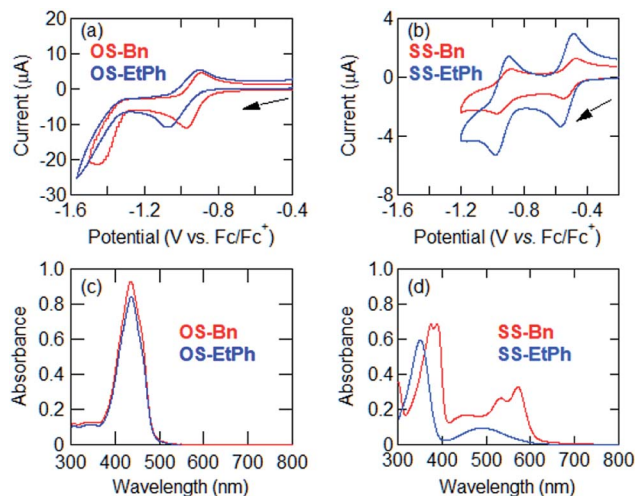 (a)
OS-Bn
OS-EtPh
20
10
0
-10
-20
-30
Current (μA)
-1.6
-1.2
-0.8
-0.4
Potential (V vs. Fc/Fc⁺)
(b)
SS-Bn
SS-EtPh
4
0
-4
-8
Current (μA)
-1.2
-0.8
-0.4
Potential (V vs. Fc/Fc⁺)
(c)
OS-Bn
OS-EtPh
1.0
0.8
0.6
0.4
0.2
0
Absorbance
300 400 500 600 700 800
Wavelength (nm)
(d)
SS-Bn
SS-EtPh
1.0
0.8
0.6
0.4
0.2
0
Absorbance
300 400 500 600 700 800
Wavelength (nm)